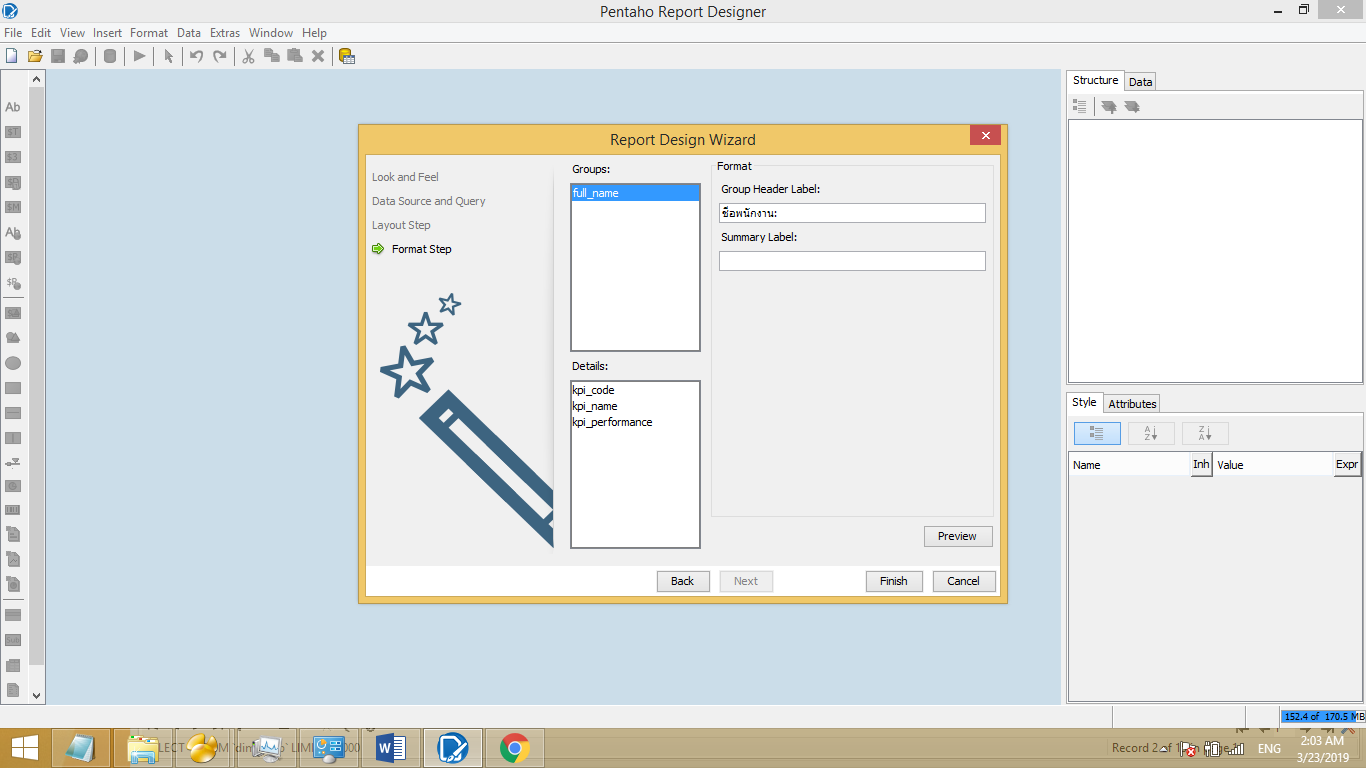 Pentaho Report Designer
File Edit View Insert Format Data Extras Window Help
Structure Data
Report Design Wizard
Look and Feel
Data Source and Query
Layout Step
Format Step
Groups:
full_name
Details:
kpi_code
kpi_name
kpi_performance
Format
Group Header Label:
ชื่อพนักงาน:
Summary Label:
Preview
Back Next Finish Cancel
Style Attributes
Name Inh Value Expr
152.4 of 170.5 MB
ENG
2:03 AM
3/23/2019